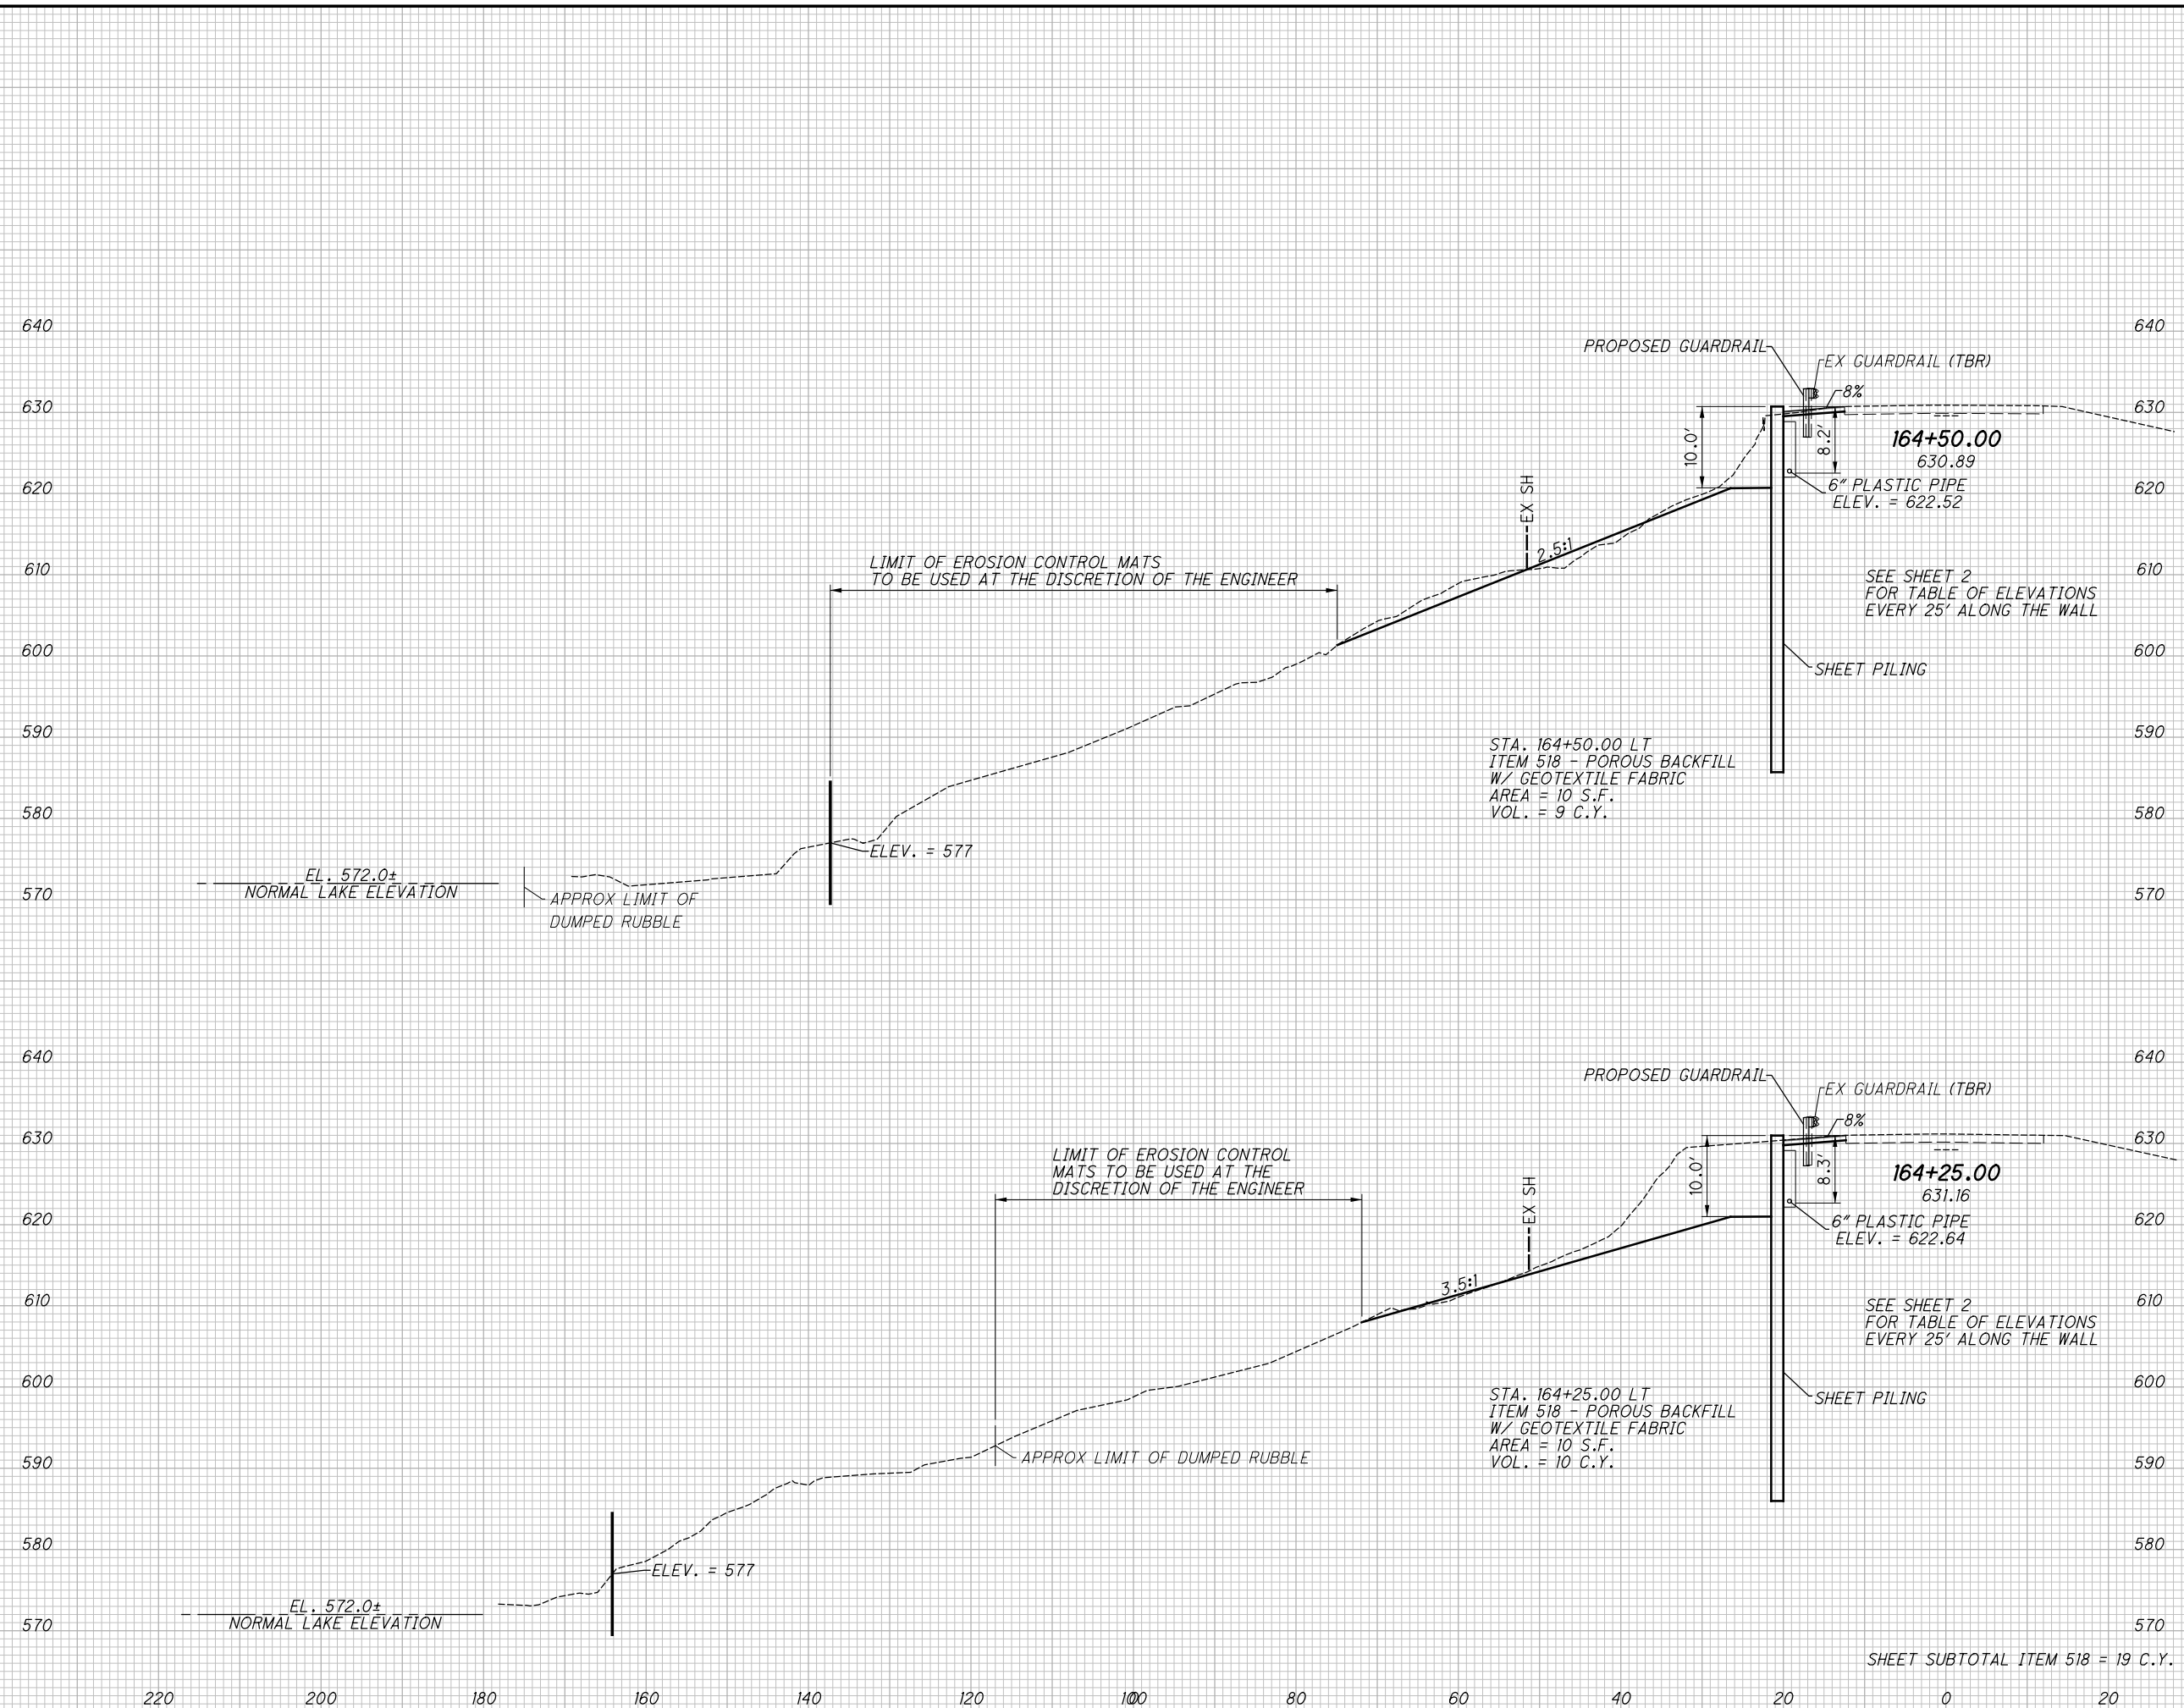 640
640
PROPOSED GUARDRAIL
EX GUARDRAIL (TBR)
8%
630
630
10.0'
8.2'
164+50.00
630.89
620
620
6" PLASTIC PIPE
ELEV. = 622.52
EX SH
2.5:1
LIMIT OF EROSION CONTROL MATS
TO BE USED AT THE DISCRETION OF THE ENGINEER
610
610
SEE SHEET 2
FOR TABLE OF ELEVATIONS
EVERY 25' ALONG THE WALL
600
600
SHEET PILING
590
590
STA. 164+50.00 LT
ITEM 518 - POROUS BACKFILL
W/ GEOTEXTILE FABRIC
AREA = 10 S.F.
VOL. = 9 C.Y.
580
580
ELEV. = 577
EL. 572.0±
NORMAL LAKE ELEVATION
570
570
APPROX LIMIT OF
DUMPED RUBBLE
640
640
PROPOSED GUARDRAIL
EX GUARDRAIL (TBR)
8%
630
630
10.0'
8.3'
164+25.00
631.16
LIMIT OF EROSION CONTROL
MATS TO BE USED AT THE
DISCRETION OF THE ENGINEER
EX SH
620
620
6" PLASTIC PIPE
ELEV. = 622.64
3.5:1
610
610
SEE SHEET 2
FOR TABLE OF ELEVATIONS
EVERY 25' ALONG THE WALL
600
600
SHEET PILING
STA. 164+25.00 LT
ITEM 518 - POROUS BACKFILL
W/ GEOTEXTILE FABRIC
AREA = 10 S.F.
VOL. = 10 C.Y.
APPROX LIMIT OF DUMPED RUBBLE
590
590
580
580
ELEV. = 577
EL. 572.0±
NORMAL LAKE ELEVATION
570
570
SHEET SUBTOTAL ITEM 518 = 19 C.Y.
220 200 180 160 140 120 100 80 60 40 20 0 20